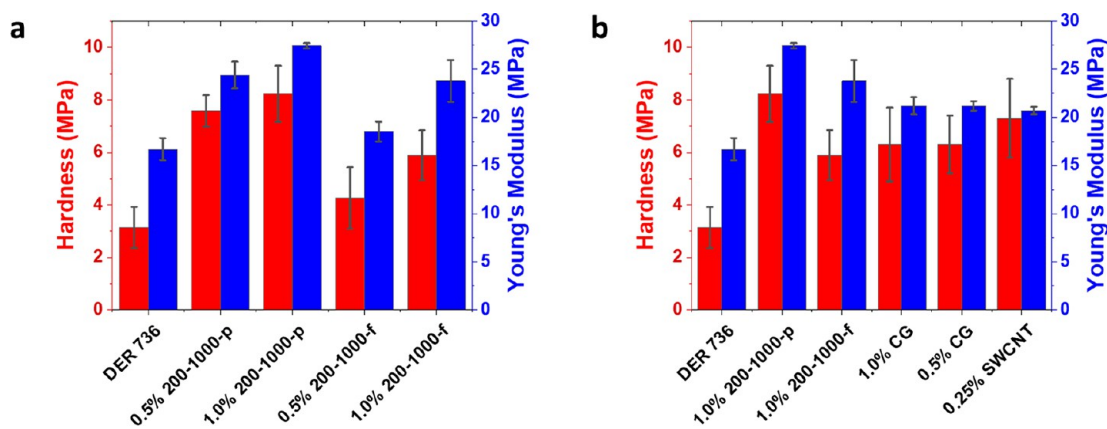 a
Hardness (MPa)
10
8
6
4
2
0
30
25
20
15
10
5
0
Young's Modulus (MPa)
DER 736
0.5% 200-1000-p
1.0% 200-1000-p
0.5% 200-1000-f
1.0% 200-1000-f
b
Hardness (MPa)
10
8
6
4
2
0
30
25
20
15
10
5
0
Young's Modulus (MPa)
DER 736
1.0% 200-1000-p
1.0% 200-1000-f
1.0% CG
0.5% CG
0.25% SWCNT